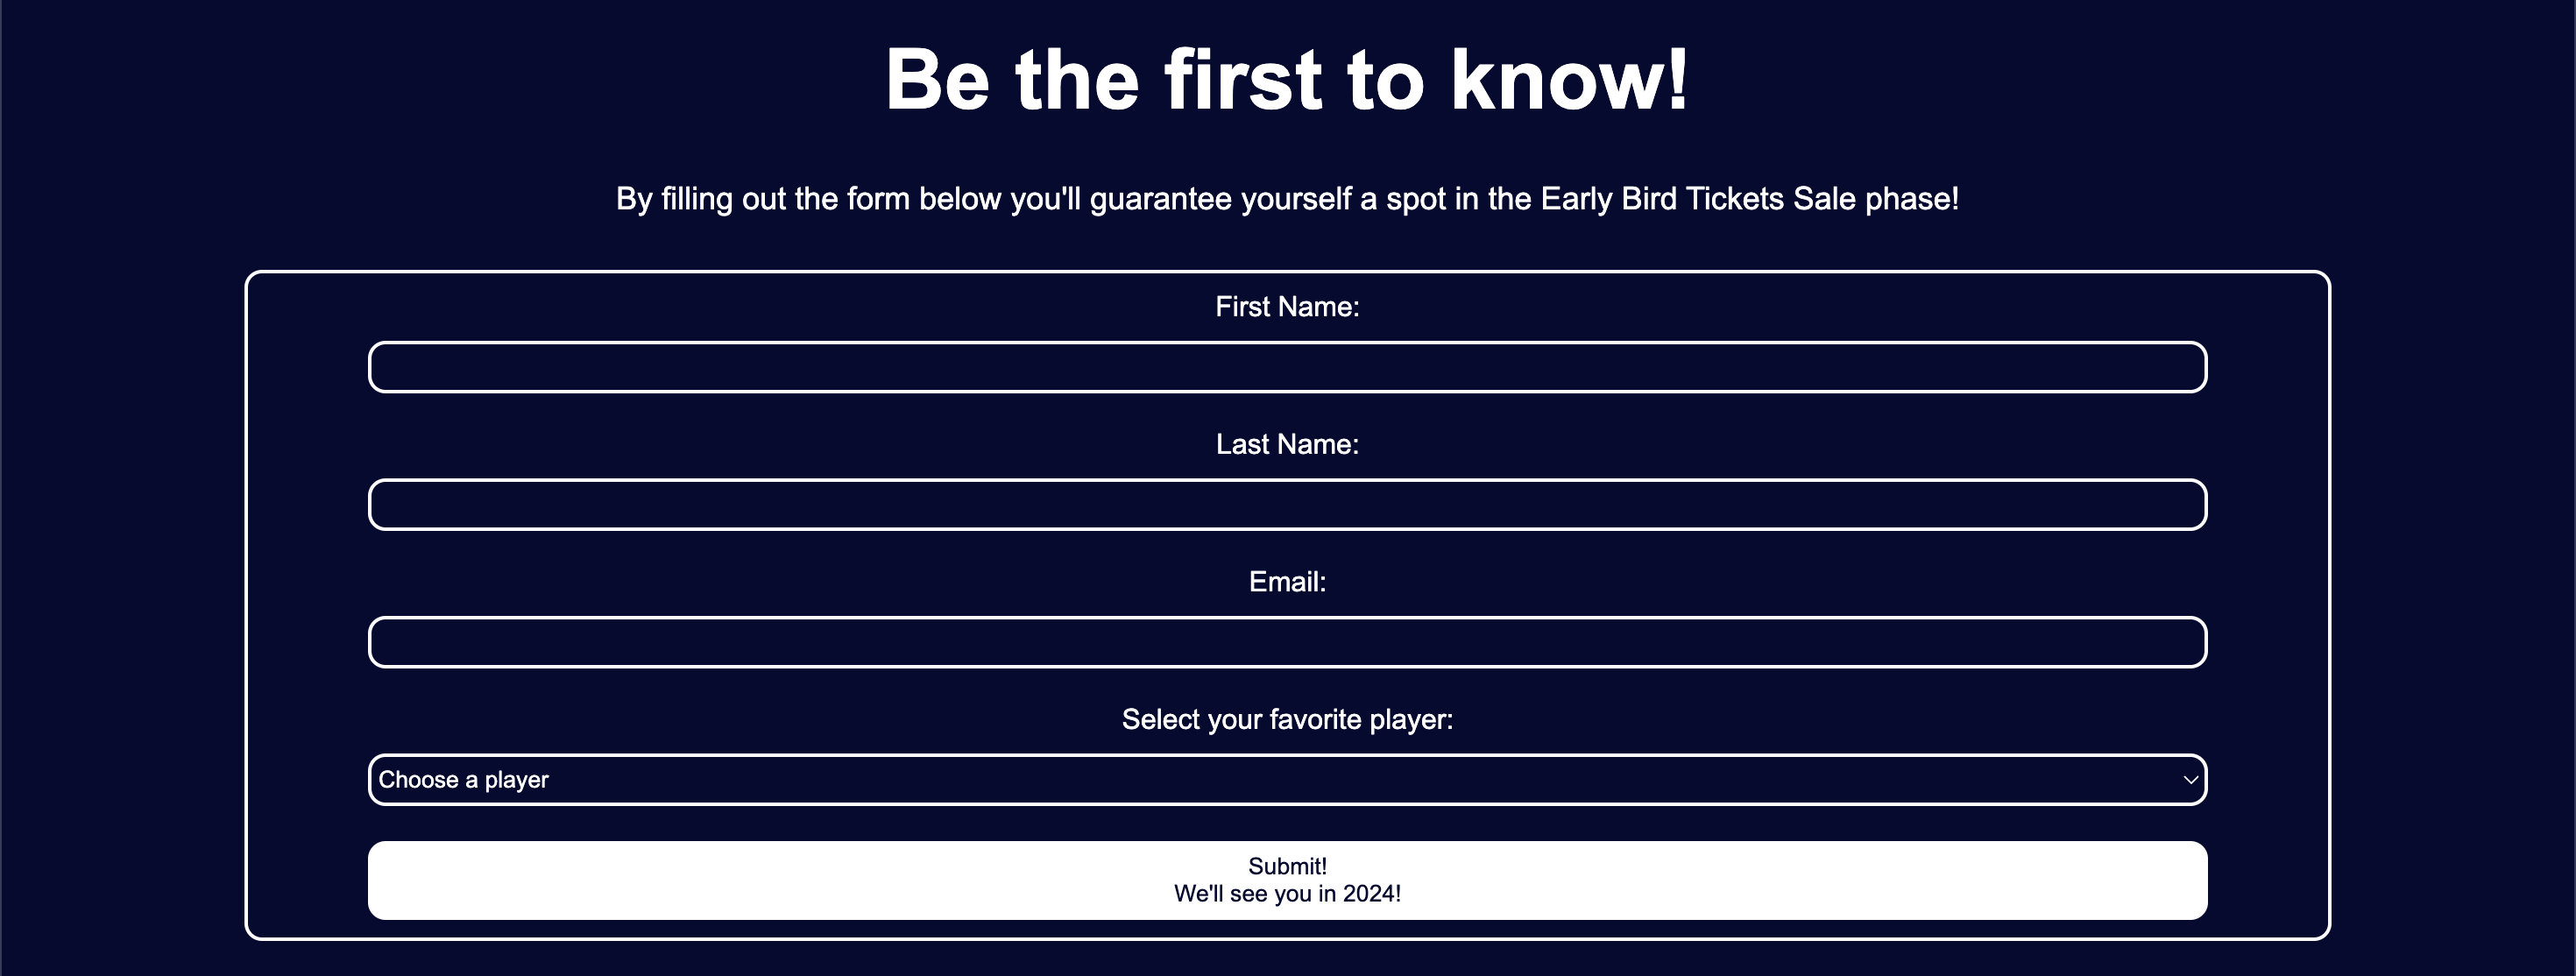 Be the first to know!
By filling out the form below you'll guarantee yourself a spot in the Early Bird Tickets Sale phase!
First Name:
Last Name:
Email:
Select your favorite player:
Choose a player
Submit!
We'll see you in 2024!